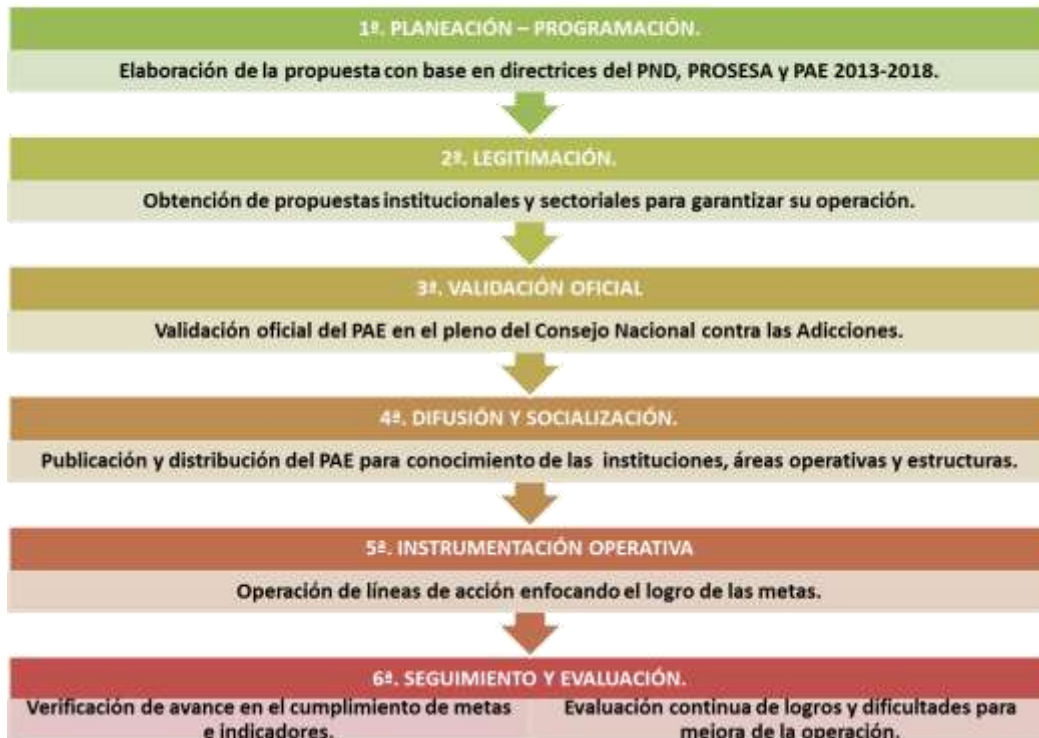 1ª. PLANEACIÓN – PROGRAMACIÓN.
Elaboración de la propuesta con base en directrices del PND, PROSESA y PAE 2013-2018.
2ª. LEGITIMACIÓN.
Obtención de propuestas institucionales y sectoriales para garantizar su operación.
3ª. VALIDACIÓN OFICIAL
Validación oficial del PAE en el pleno del Consejo Nacional contra las Adicciones.
4ª. DIFUSIÓN Y SOCIALIZACIÓN.
Publicación y distribución del PAE para conocimiento de las instituciones, áreas operativas y estructuras.
5ª. INSTRUMENTACIÓN OPERATIVA
Operación de líneas de acción enfocando el logro de las metas.
6ª. SEGUIMIENTO Y EVALUACIÓN.
Verificación de avance en el cumplimiento de metas
e indicadores.
Evaluación continua de logros y dificultades para
mejora de la operación.